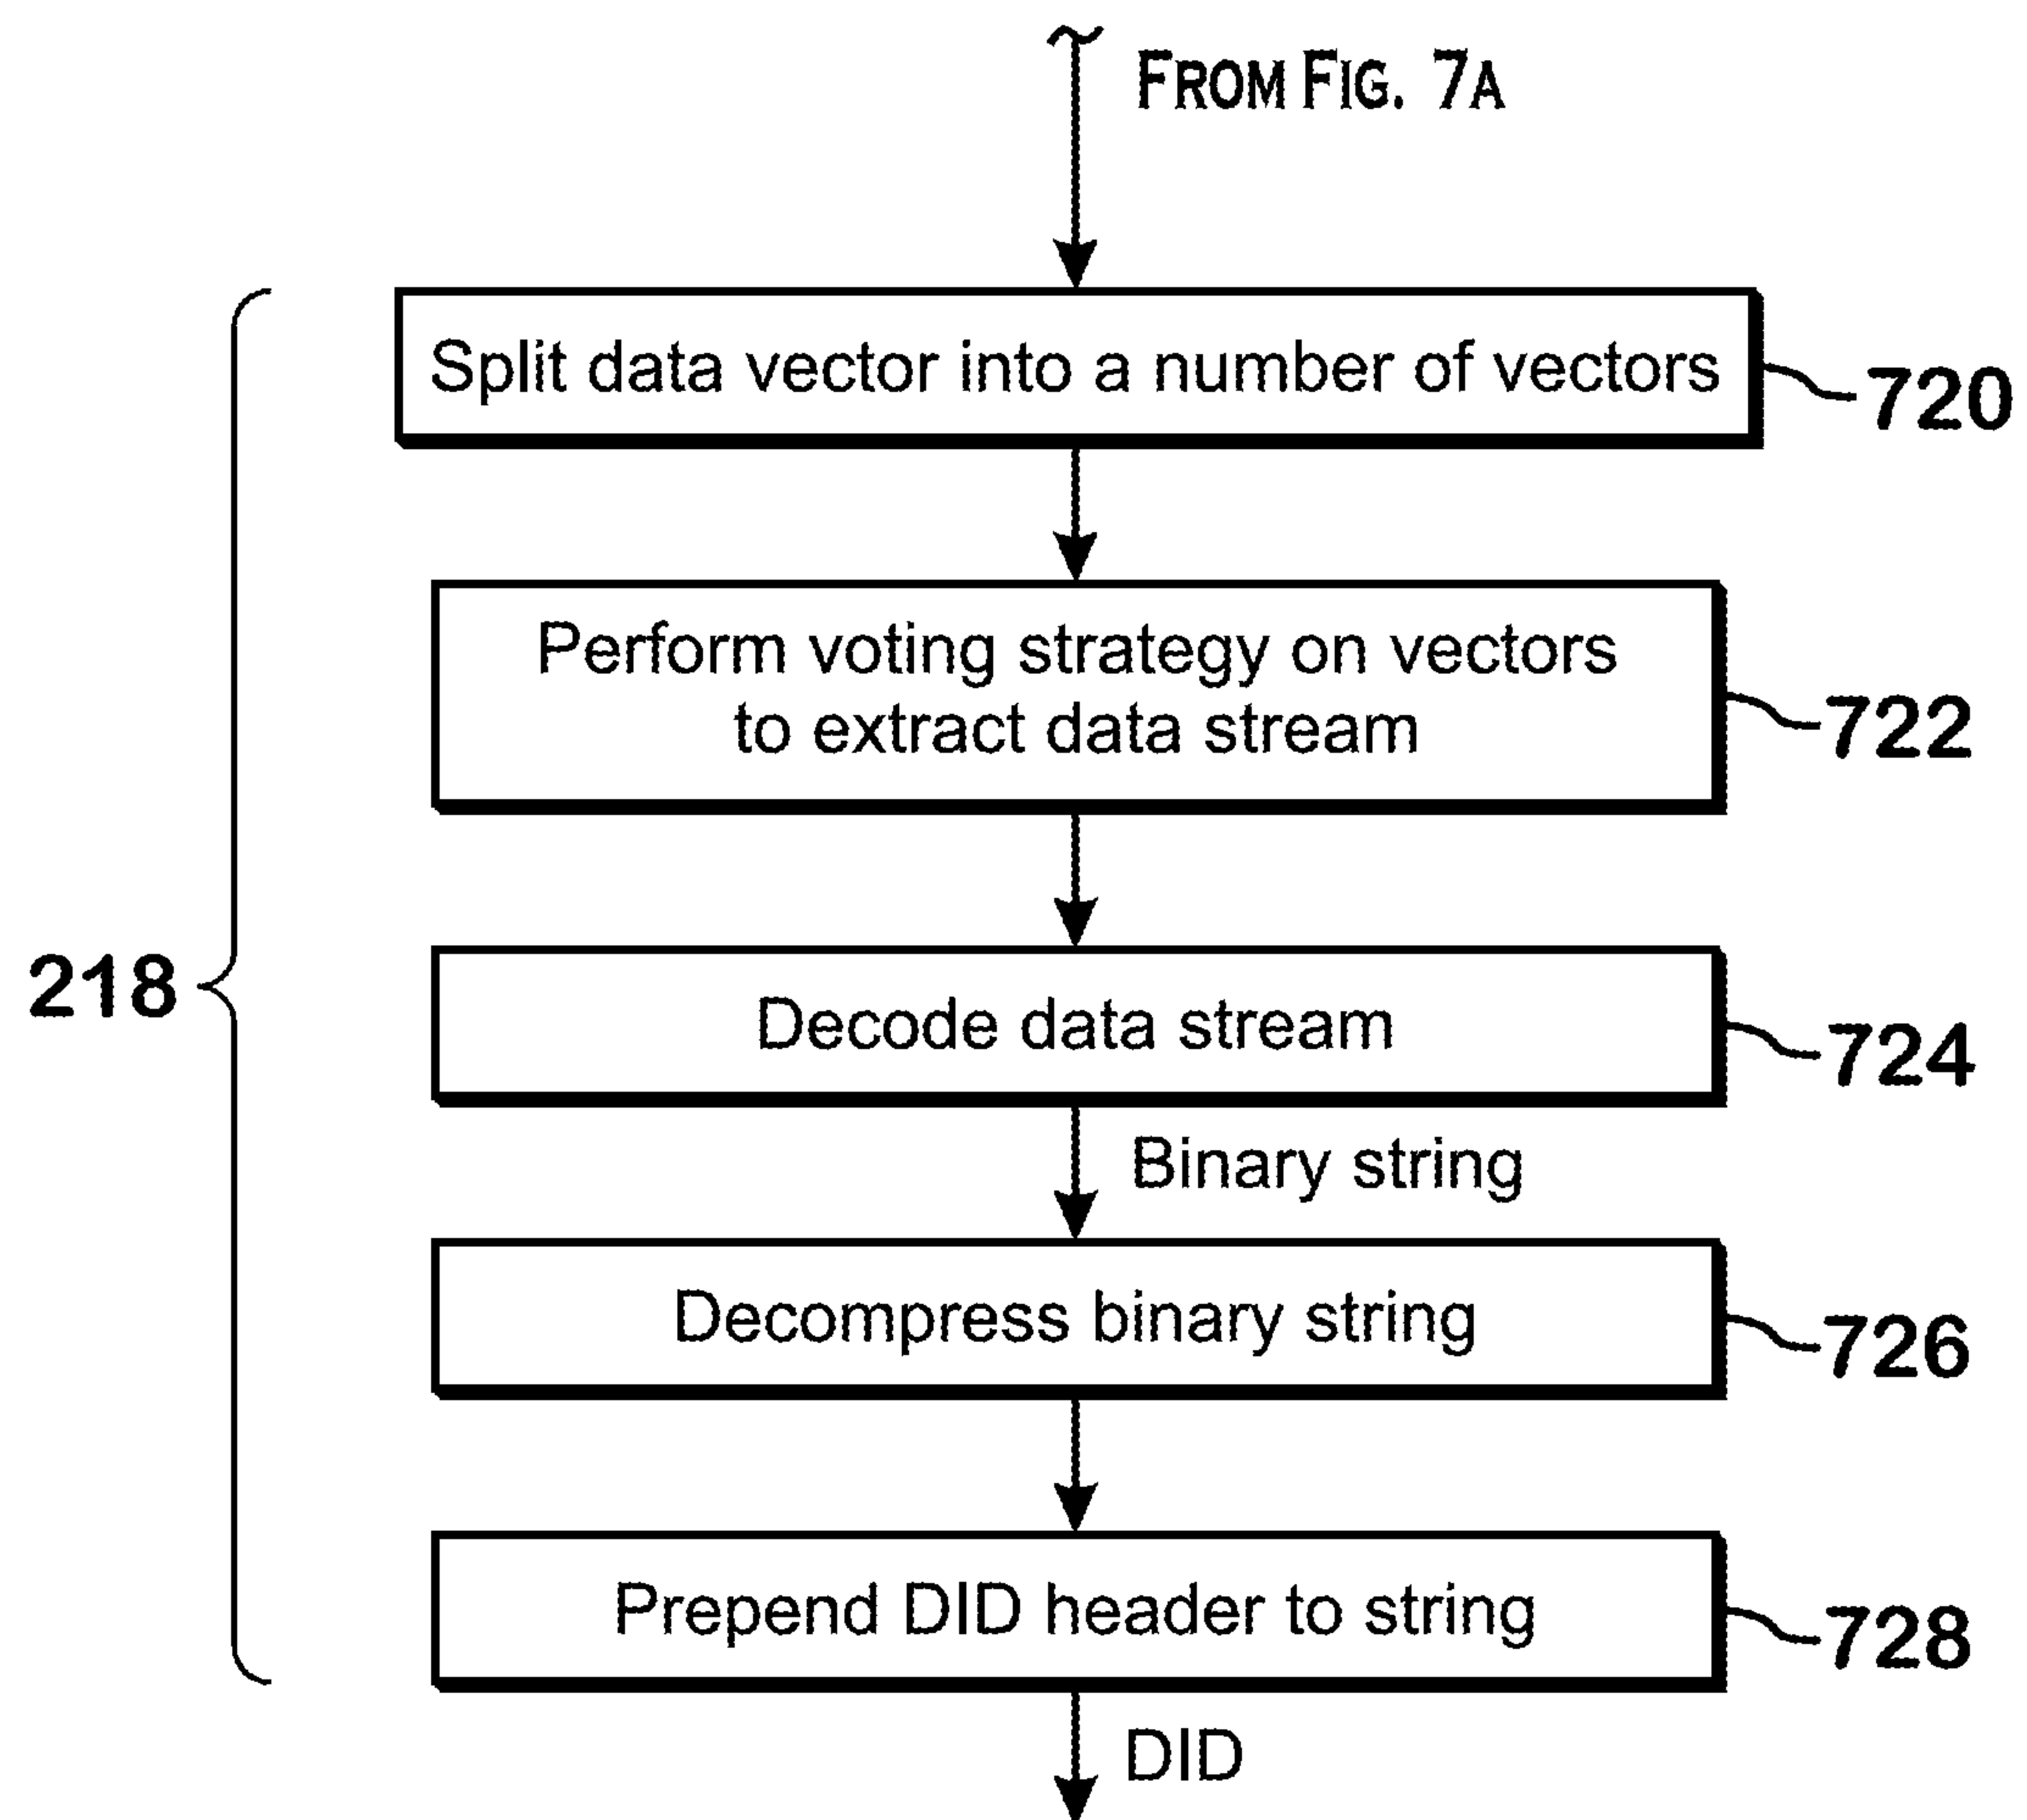 FROM FIG. 7A
Split data vector into a number of vectors
720
Perform voting strategy on vectors
to extract data stream
722
218
Decode data stream
724
Binary string
Decompress binary string
726
Prepend DID header to string
728
DID